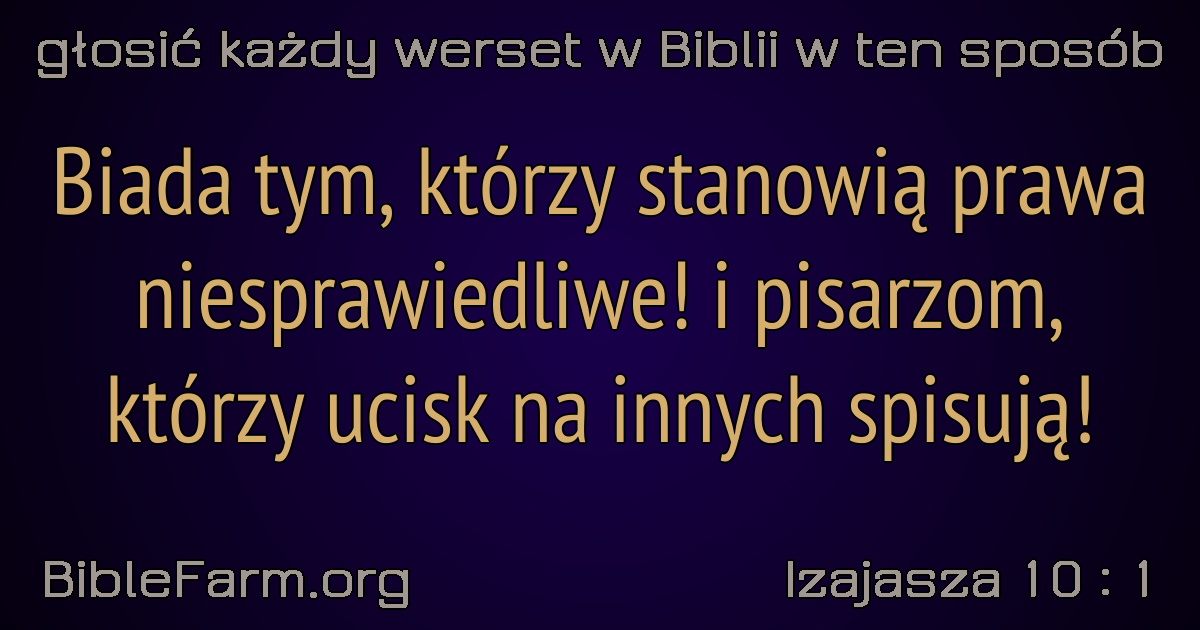 głosić każdy werset w Biblii w ten sposób
Biada tym, którzy stanowią prawa
niesprawiedliwe! i pisarzom,
którzy ucisk na innych spisują!
BibleFarm.org
Izajasza 10 : 1